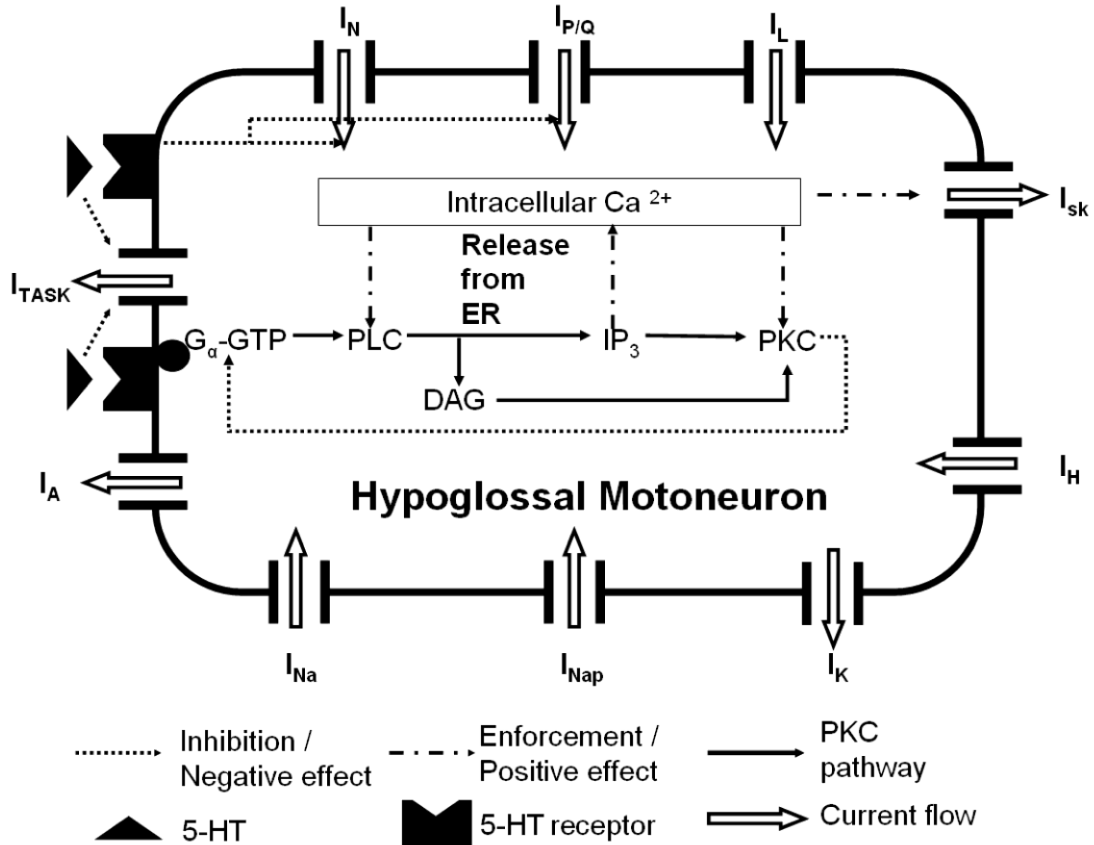 I_N
I_P/Q
I_L
Intracellular Ca ²⁺
I_sk
Release
from
ER
I_TASK
G_α-GTP
PLC
IP₃
PKC
DAG
I_A
Hypoglossal Motoneuron
I_H
I_Na
I_Nap
I_K
Inhibition /
Negative effect
Enforcement /
Positive effect
PKC
pathway
5-HT
5-HT receptor
Current flow